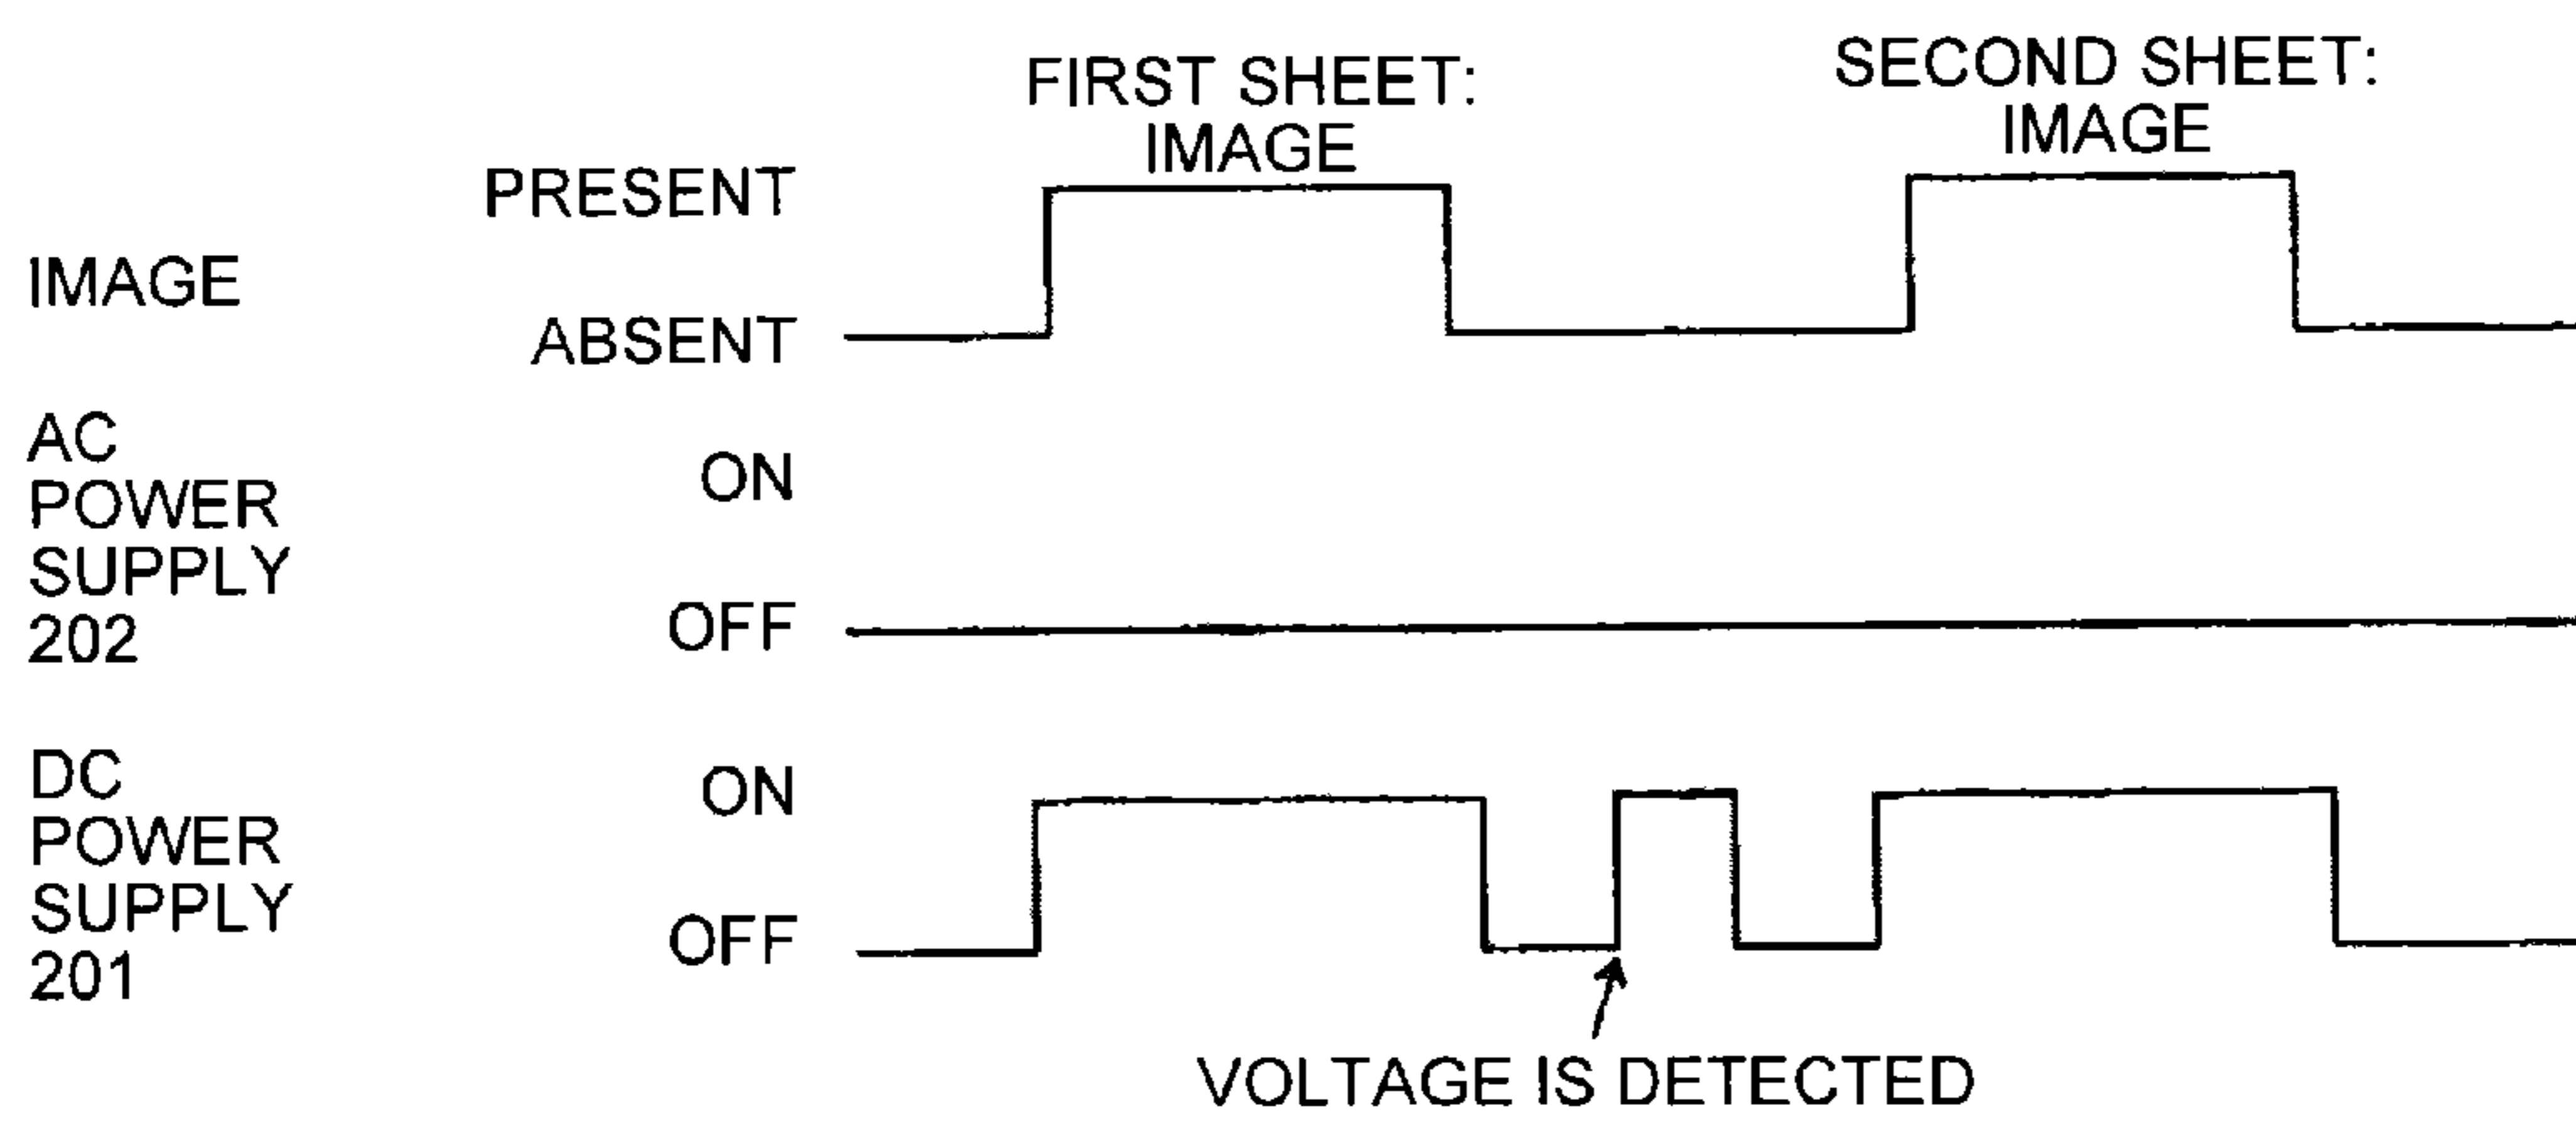 FIRST SHEET:
IMAGE
SECOND SHEET:
IMAGE
PRESENT
IMAGE
ABSENT
AC
POWER
SUPPLY
202
ON
OFF
DC
POWER
SUPPLY
201
ON
OFF
VOLTAGE IS DETECTED